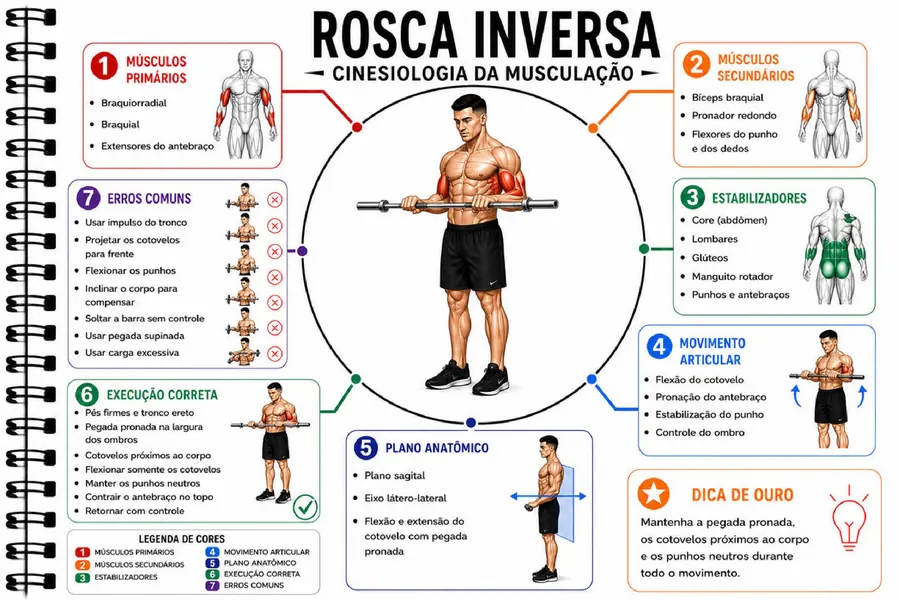 ROSCA INVERSA
CINESIOLOGIA DA MUSCULAÇÃO
1 MÚSCULOS
PRIMÁRIOS
• Braquiorradial
• Braquial
• Extensores do antebraço
2 MÚSCULOS
SECUNDÁRIOS
• Bíceps braquial
• Pronador redondo
• Flexores do punho
e dos dedos
3 ESTABILIZADORES
• Core (abdômen)
• Lombares
• Glúteos
• Manguito rotador
• Punhos e antebraços
4 MOVIMENTO
ARTICULAR
• Flexão do cotovelo
• Pronação do antebraço
• Estabilização do punho
• Controle do ombro
5 PLANO ANATÔMICO
• Plano sagital
• Eixo látero-lateral
• Flexão e extensão do
cotovelo com pegada
pronada
6 EXECUÇÃO CORRETA
• Pés firmes e tronco ereto
• Pegada pronada na largura
dos ombros
• Cotovelos próximos ao corpo
• Flexionar somente os cotovelos
• Manter os punhos neutros
• Contrair o antebraço no topo
• Retornar com controle
7 ERROS COMUNS
• Usar impulso do tronco
• Projetar os cotovelos
para frente
• Flexionar os punhos
• Inclinar o corpo para
compensar
• Soltar a barra sem controle
• Usar pegada supinada
• Usar carga excessiva
DICA DE OURO
Mantenha a pegada pronada,
os cotovelos próximos ao corpo
e os punhos neutros durante
todo o movimento.
LEGENDA DE CORES
1 MÚSCULOS PRIMÁRIOS
2 MÚSCULOS SECUNDÁRIOS
3 ESTABILIZADORES
4 MOVIMENTO ARTICULAR
5 PLANO ANATÔMICO
6 EXECUÇÃO CORRETA
7 ERROS COMUNS